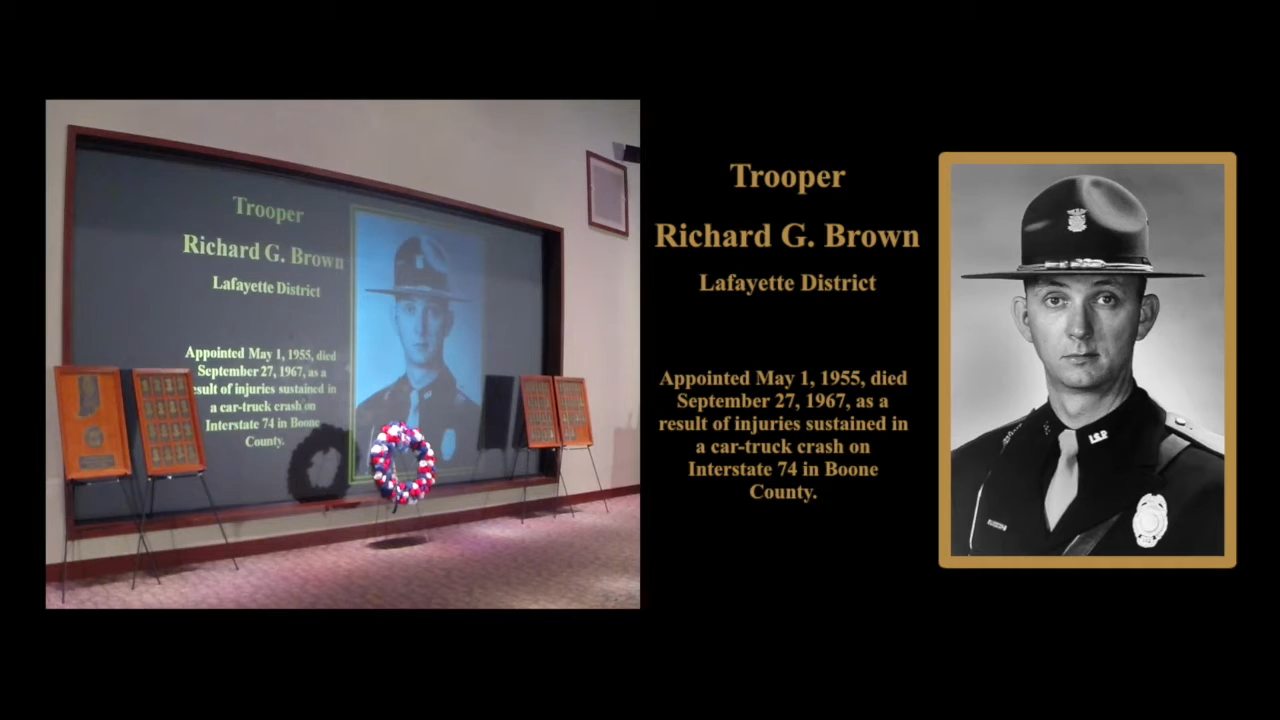 Trooper
Richard G. Brown
Lafayette District
Appointed May 1, 1955, died
September 27, 1967, as a
result of injuries sustained in
a car-truck crash on
Interstate 74 in Boone
County.
Trooper
Richard G. Brown
Lafayette District
Appointed May 1, 1955, died
September 27, 1967, as a
result of injuries sustained in
a car-truck crash on
Interstate 74 in Boone
County.
ISP